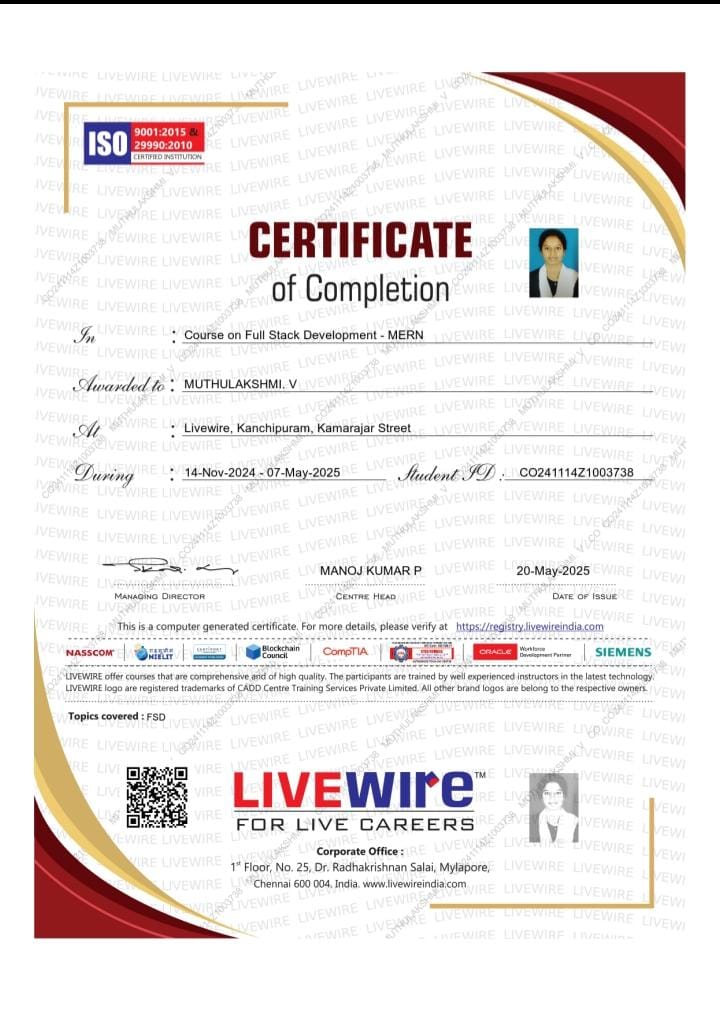 ISO 9001:2015 &
29990:2010
CERTIFIED INSTITUTION
CERTIFICATE
of Completion
In : Course on Full Stack Development - MERN
Awarded to : MUTHULAKSHMI. V
At : Livewire, Kanchipuram, Kamarajar Street
During : 14-Nov-2024 - 07-May-2025 Student ID : CO241114Z1003738
MANOJ KUMAR P 20-May-2025
MANAGING DIRECTOR CENTRE HEAD DATE OF ISSUE
This is a computer generated certificate. For more details, please verify at https://registry.livewireindia.com
NASSCOM NIELIT Blockchain Council CompTIA ORACLE Workforce Development Partner SIEMENS
LIVEWIRE offer courses that are comprehensive and of high quality. The participants are trained by well experienced instructors in the latest technology.
LIVEWIRE logo are registered trademarks of CADD Centre Training Services Private Limited. All other brand logos are belong to the respective owners.
Topics covered : FSD
LIVEWIRE™
FOR LIVE CAREERS
Corporate Office :
1st Floor, No. 25, Dr. Radhakrishnan Salai, Mylapore,
Chennai 600 004. India. www.livewireindia.com